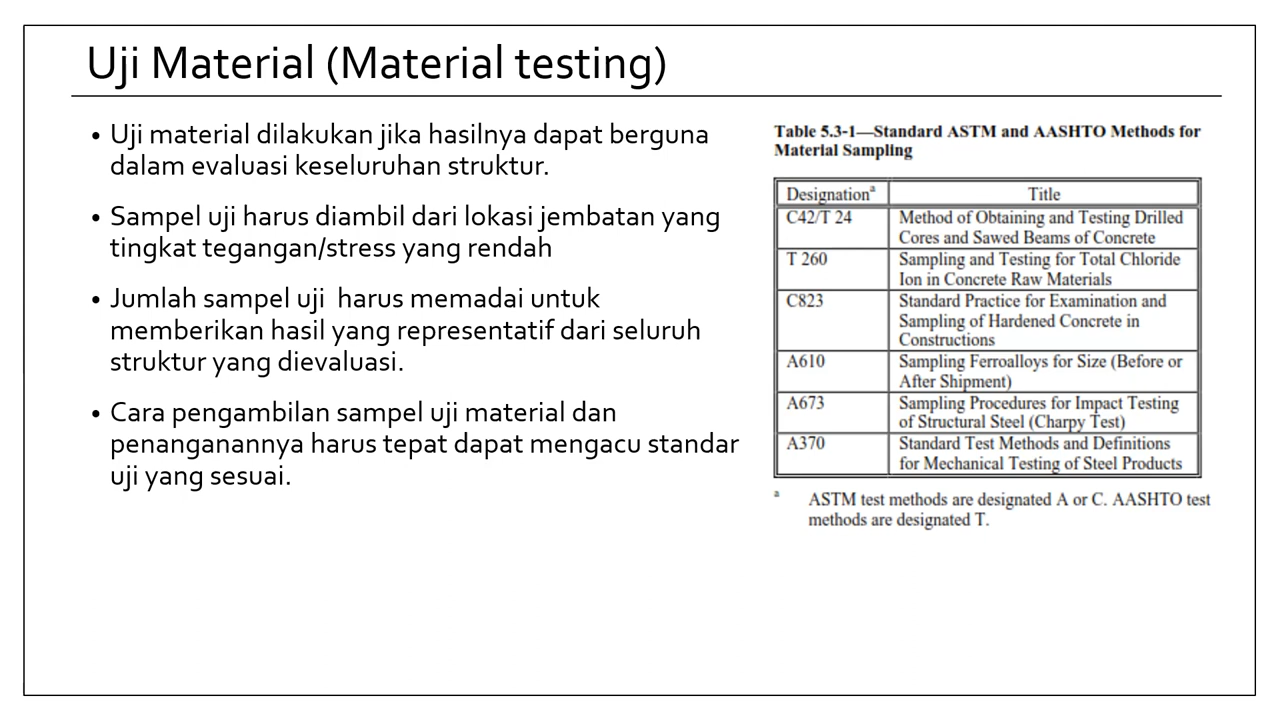 Uji Material (Material testing)
• Uji material dilakukan jika hasilnya dapat berguna
dalam evaluasi keseluruhan struktur.
• Sampel uji harus diambil dari lokasi jembatan yang
tingkat tegangan/stress yang rendah
• Jumlah sampel uji  harus memadai untuk
memberikan hasil yang representatif dari seluruh
struktur yang dievaluasi.
• Cara pengambilan sampel uji material dan
penanganannya harus tepat dapat mengacu standar
uji yang sesuai.
Table 5.3-1—Standard ASTM and AASHTO Methods for
Material Sampling
Designationᵃ Title
C42/T 24 Method of Obtaining and Testing Drilled
Cores and Sawed Beams of Concrete
T 260 Sampling and Testing for Total Chloride
Ion in Concrete Raw Materials
C823 Standard Practice for Examination and
Sampling of Hardened Concrete in
Constructions
A610 Sampling Ferroalloys for Size (Before or
After Shipment)
A673 Sampling Procedures for Impact Testing
of Structural Steel (Charpy Test)
A370 Standard Test Methods and Definitions
for Mechanical Testing of Steel Products
ᵃ ASTM test methods are designated A or C. AASHTO test
methods are designated T.